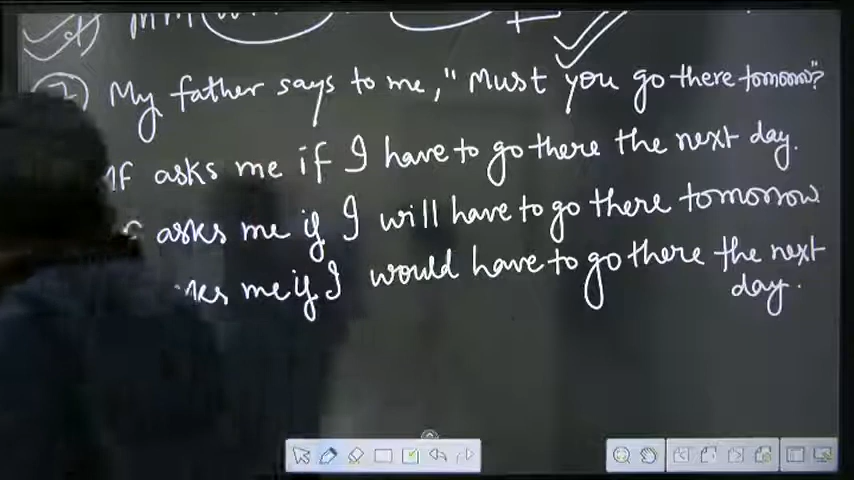 My father says to me, "Must you go there tomorrow?"
MF asks me if I have to go there the next day.
asks me if I will have to go there tomorrow.
asks me if I would have to go there the next day.